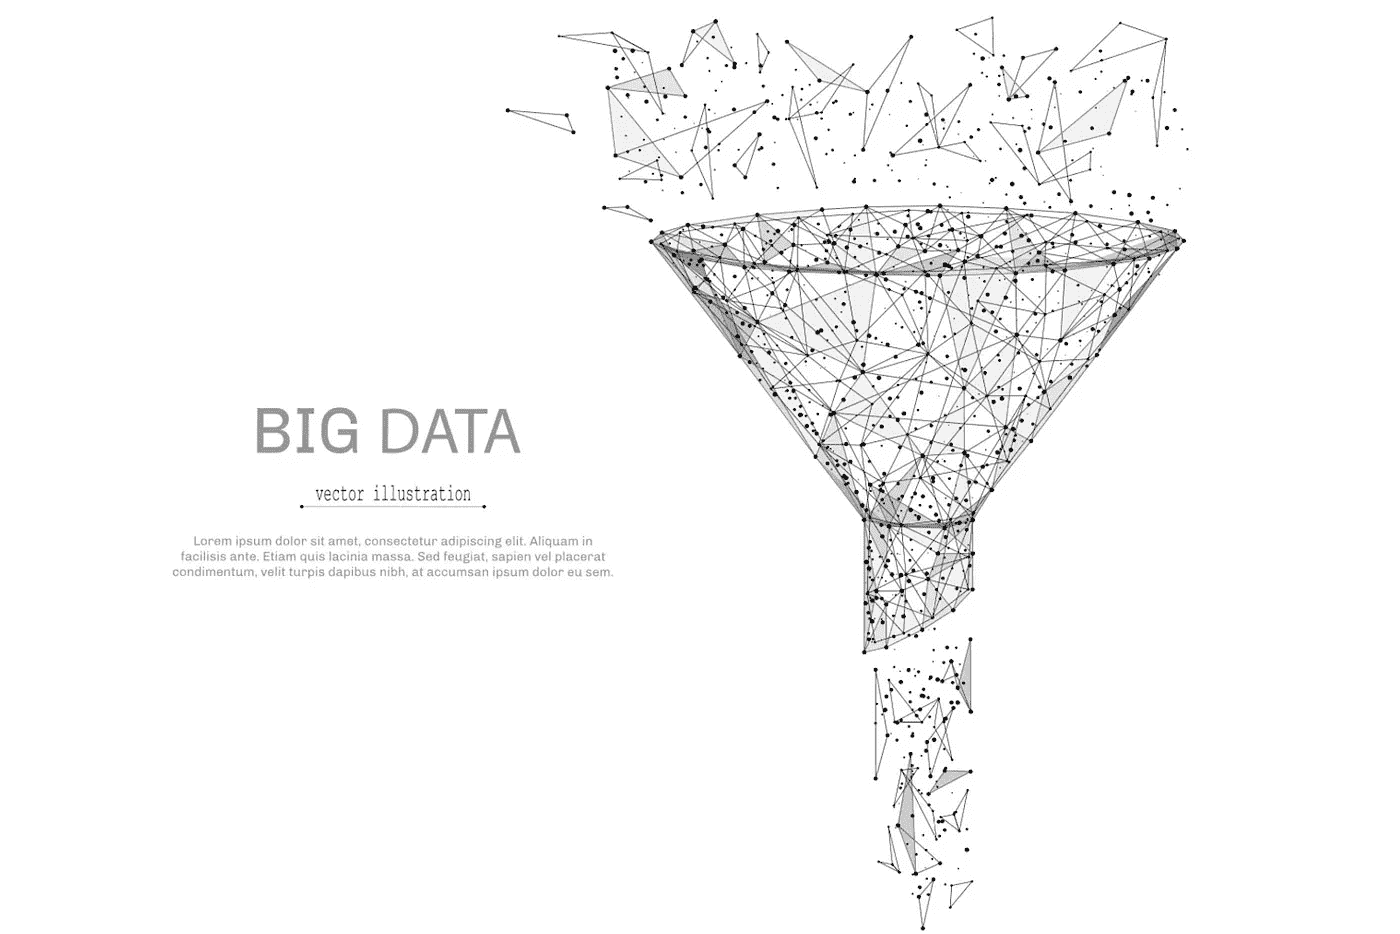 BIG DATA
vector illustration
Lorem ipsum dolor sit amet, consectetur adipiscing elit. Aliquam in
facilisis ante. Etiam quis lacinia massa. Sed feugiat, sapien vel placerat
condimentum, velit turpis dapibus nibh, at accumsan ipsum dolor eu sem.